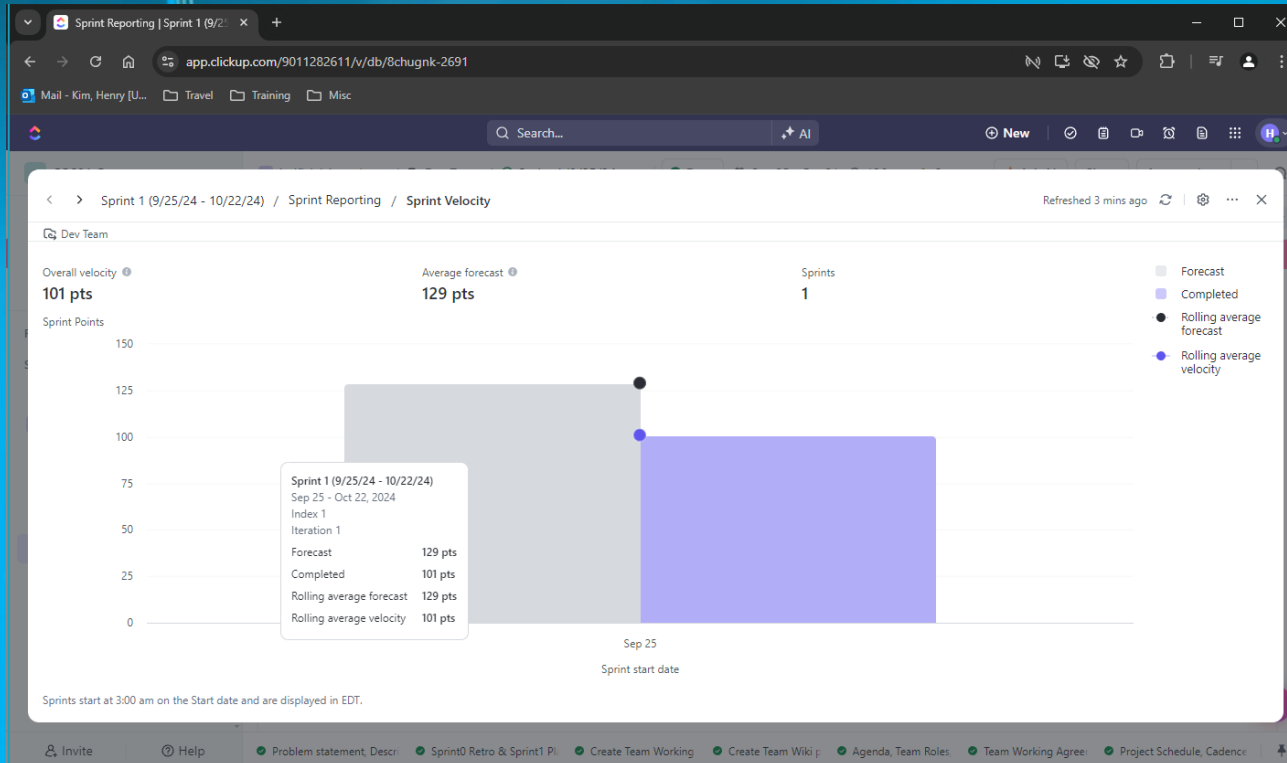 Sprint Reporting | Sprint 1 (9/25
app.clickup.com/9011282611/v/db/8chugnk-2691
Mail - Kim, Henry [U... Travel Training Misc
Search... AI New H
Sprint 1 (9/25/24 - 10/22/24) / Sprint Reporting / Sprint Velocity Refreshed 3 mins ago
Dev Team
Overall velocity Average forecast Sprints
101 pts 129 pts 1
Sprint Points
Forecast
Completed
Rolling average
forecast
Rolling average
velocity
150
125
100
75
50
25
0
Sprint 1 (9/25/24 - 10/22/24)
Sep 25 - Oct 22, 2024
Index 1
Iteration 1
Forecast 129 pts
Completed 101 pts
Rolling average forecast 129 pts
Rolling average velocity 101 pts
Sep 25
Sprint start date
Sprints start at 3:00 am on the Start date and are displayed in EDT.
Invite Help Problem statement, Descri Sprint0 Retro & Sprint1 Pl Create Team Working Create Team Wiki p Agenda, Team Roles, Team Working Agree Project Schedule, Cadence